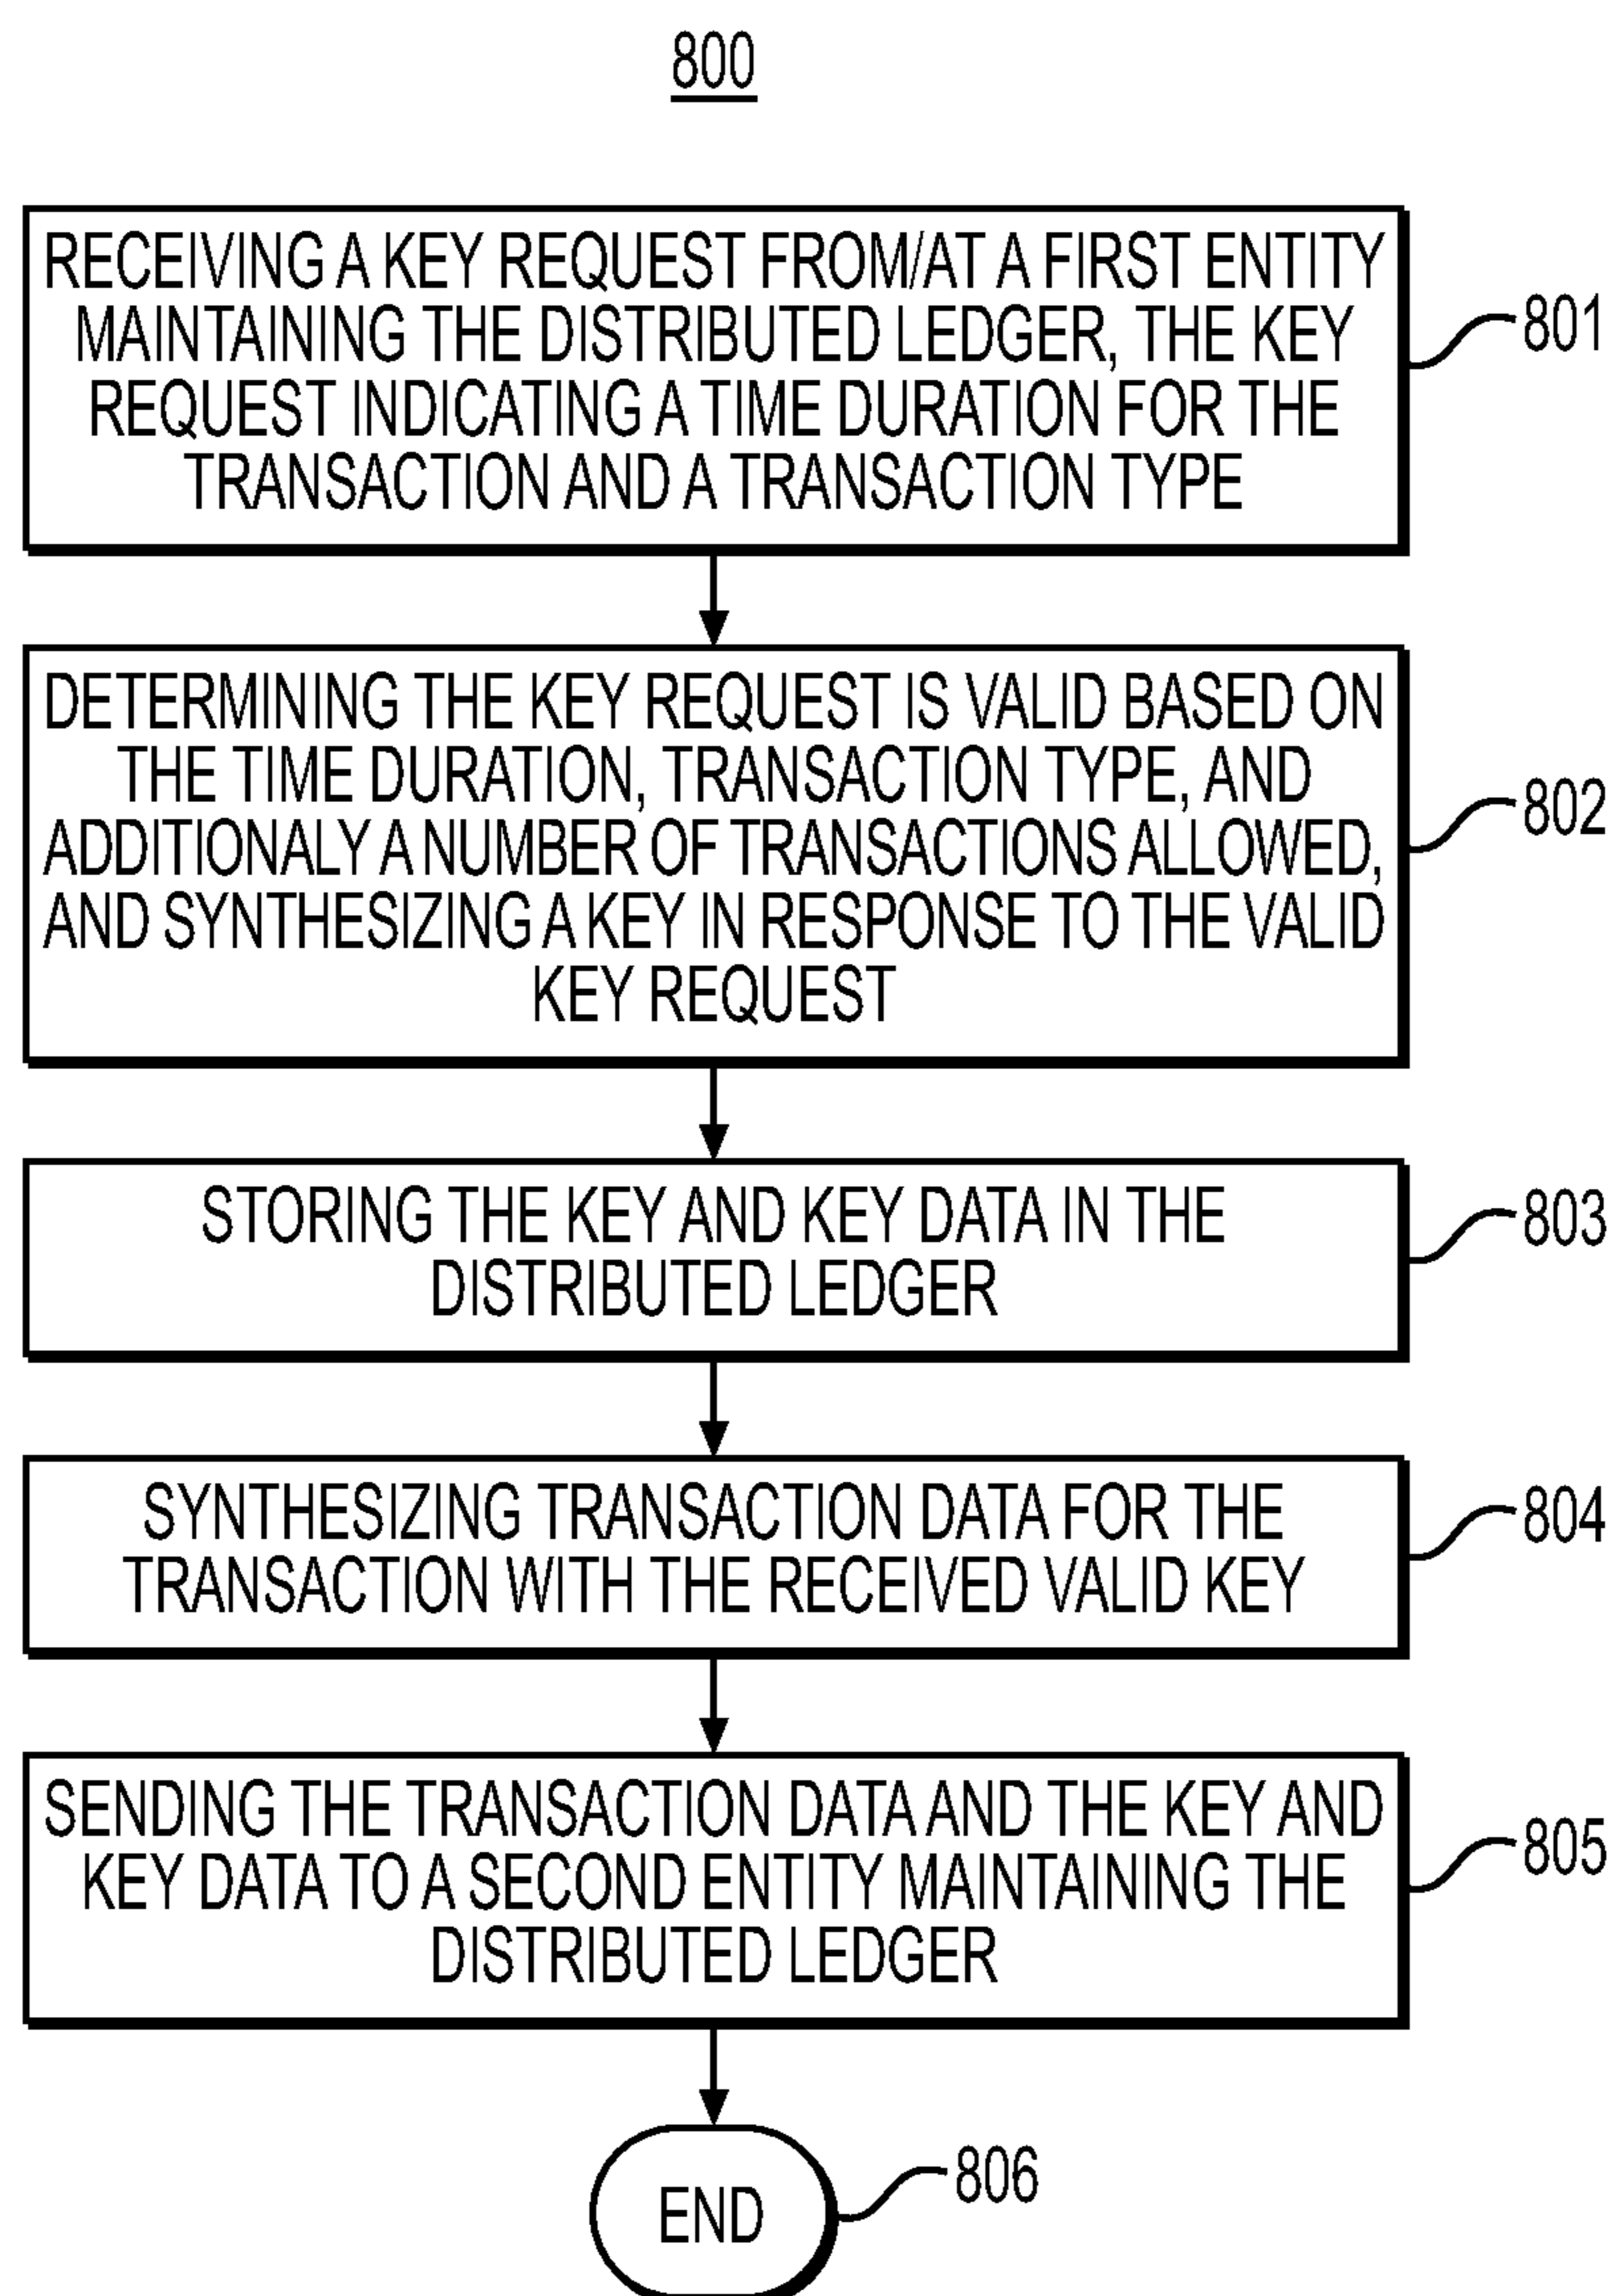 800
RECEIVING A KEY REQUEST FROM/AT A FIRST ENTITY
MAINTAINING THE DISTRIBUTED LEDGER, THE KEY
REQUEST INDICATING A TIME DURATION FOR THE
TRANSACTION AND A TRANSACTION TYPE
801
DETERMINING THE KEY REQUEST IS VALID BASED ON
THE TIME DURATION, TRANSACTION TYPE, AND
ADDITIONALY A NUMBER OF TRANSACTIONS ALLOWED,
AND SYNTHESIZING A KEY IN RESPONSE TO THE VALID
KEY REQUEST
802
STORING THE KEY AND KEY DATA IN THE
DISTRIBUTED LEDGER
803
SYNTHESIZING TRANSACTION DATA FOR THE
TRANSACTION WITH THE RECEIVED VALID KEY
804
SENDING THE TRANSACTION DATA AND THE KEY AND
KEY DATA TO A SECOND ENTITY MAINTAINING THE
DISTRIBUTED LEDGER
805
END
806